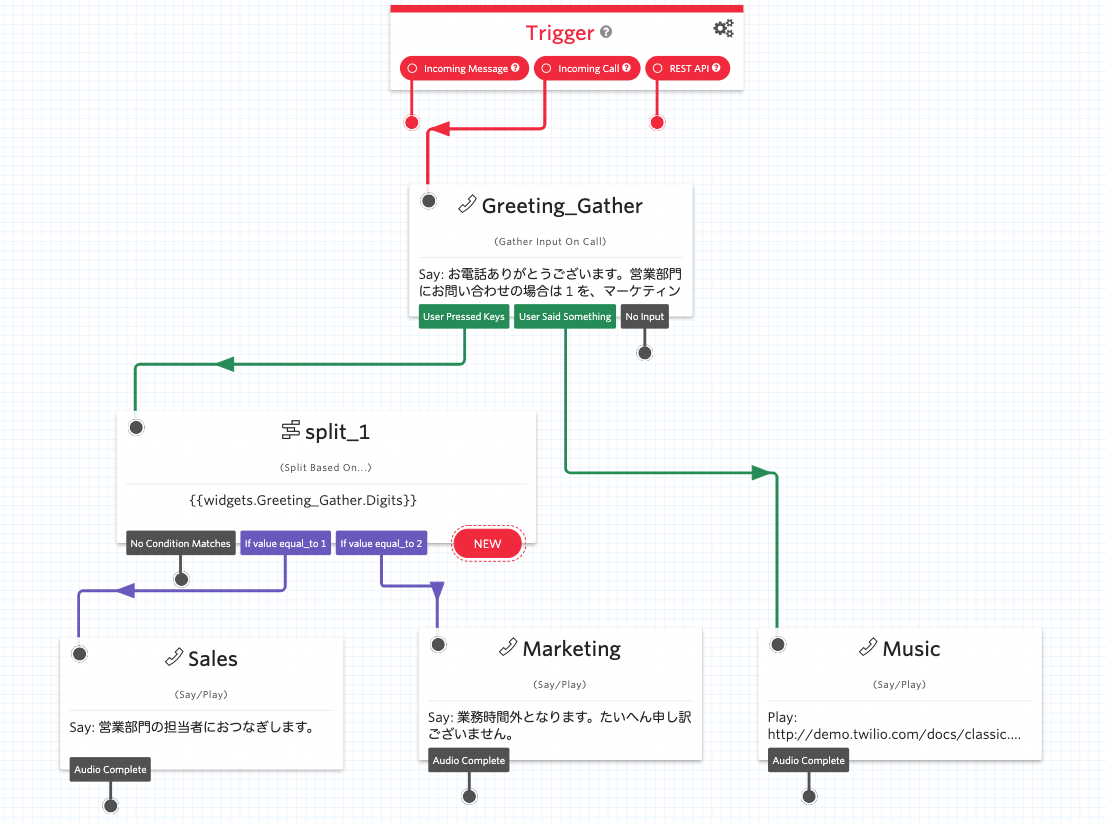 Trigger
Incoming Message
Incoming Call
REST API
Greeting_Gather
(Gather Input On Call)
Say: お電話ありがとうございます。営業部門
にお問い合わせの場合は 1 を、マーケティン
User Pressed Keys
User Said Something
No Input
split_1
(Split Based On...)
{{widgets.Greeting_Gather.Digits}}
No Condition Matches
If value equal_to 1
If value equal_to 2
NEW
Sales
(Say/Play)
Say: 営業部門の担当者におつなぎします。
Audio Complete
Marketing
(Say/Play)
Say: 業務時間外となります。たいへん申し訳
ございません。
Audio Complete
Music
(Say/Play)
Play:
http://demo.twilio.com/docs/classic....
Audio Complete